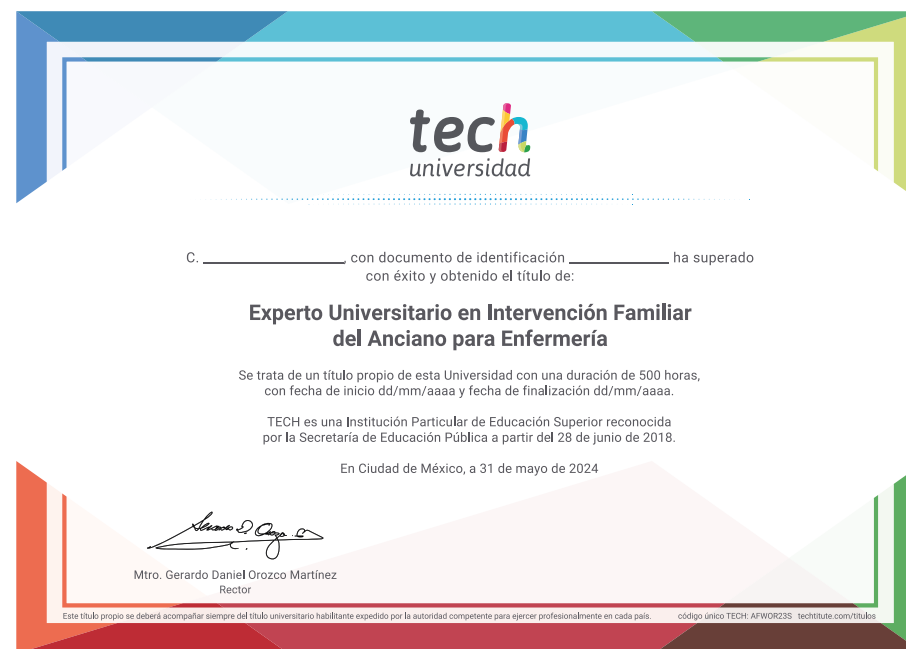 tech
universidad
C. ____________________, con documento de identificación ______________ ha superado
con éxito y obtenido el título de:
Experto Universitario en Intervención Familiar
del Anciano para Enfermería
Se trata de un título propio de esta Universidad con una duración de 500 horas,
con fecha de inicio dd/mm/aaaa y fecha de finalización dd/mm/aaaa.
TECH es una Institución Particular de Educación Superior reconocida
por la Secretaría de Educación Pública a partir del 28 de junio de 2018.
En Ciudad de México, a 31 de mayo de 2024
Mtro. Gerardo Daniel Orozco Martínez
Rector
Este título propio se deberá acompañar siempre del título universitario habilitante expedido por la autoridad competente para ejercer profesionalmente en cada país. código único TECH: AFWOR23S techtitute.com/titulos